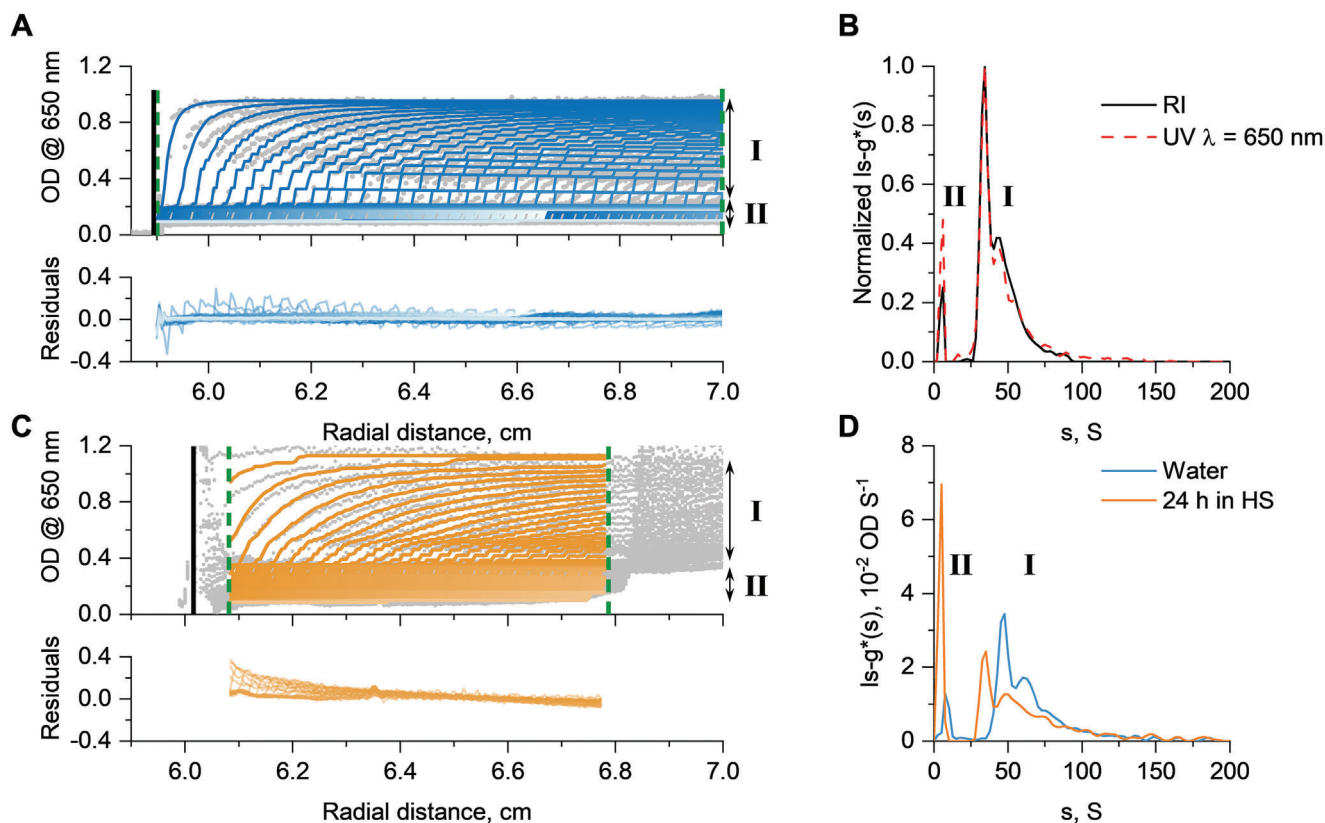 A
OD @ 650 nm
1.2
0.8
0.4
0.0
I
II
Residuals
0.4
0.0
-0.4
6.0 6.2 6.4 6.6 6.8 7.0
Radial distance, cm
B
Normalized ls-g*(s)
1.0
0.8
0.6
0.4
0.2
0.0
II I
RI
UV λ = 650 nm
0 50 100 150 200
s, S
C
OD @ 650 nm
1.2
0.8
0.4
0.0
I
II
Residuals
0.4
0.0
-0.4
6.0 6.2 6.4 6.6 6.8 7.0
Radial distance, cm
D
ls-g*(s), 10⁻² OD S⁻¹
8
6
4
2
0
II I
Water
24 h in HS
0 50 100 150 200
s, S